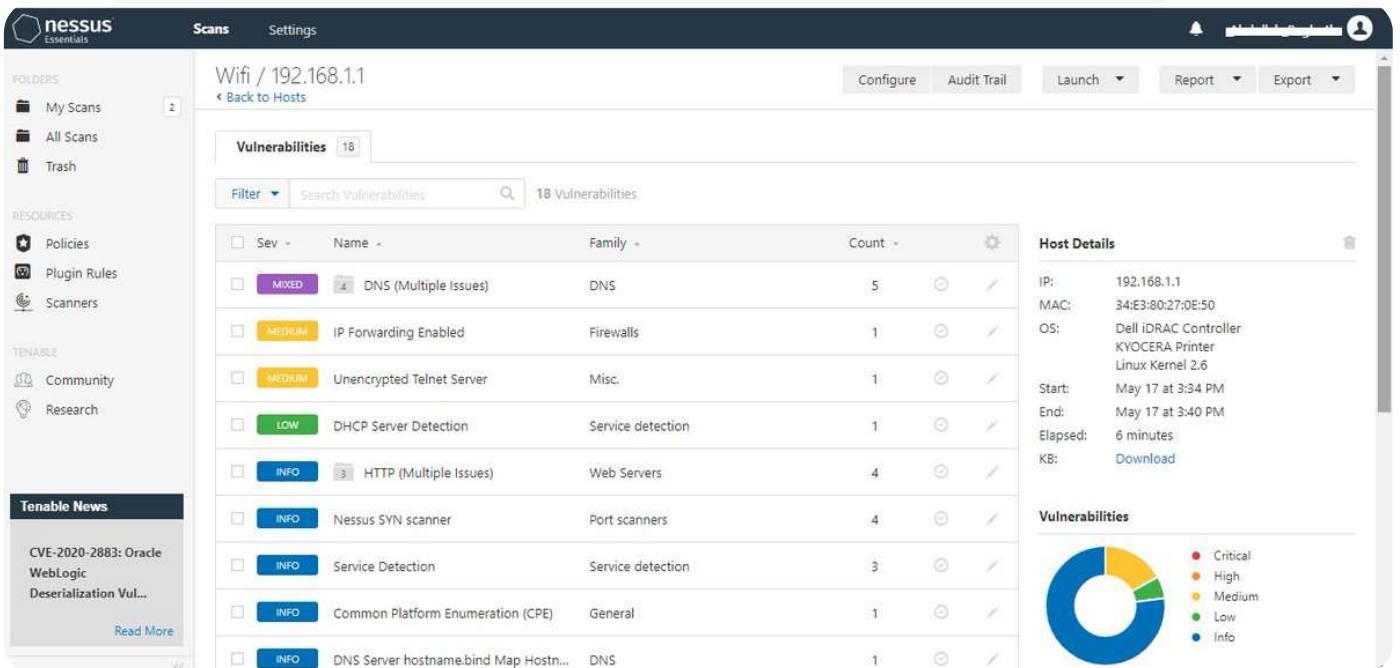 nessus
Essentials
Scans Settings
FOLDERS
My Scans 2
All Scans
Trash
RESOURCES
Policies
Plugin Rules
Scanners
TENABLE
Community
Research
Tenable News
CVE-2020-2883: Oracle
WebLogic
Deserialization Vul...
Read More
Wifi / 192.168.1.1
< Back to Hosts
Configure Audit Trail Launch Report Export
Vulnerabilities 18
Filter Search Vulnerabilities 18 Vulnerabilities
Sev Name Family Count
MIXED 4 DNS (Multiple Issues) DNS 5
MEDIUM IP Forwarding Enabled Firewalls 1
MEDIUM Unencrypted Telnet Server Misc. 1
LOW DHCP Server Detection Service detection 1
INFO 3 HTTP (Multiple Issues) Web Servers 4
INFO Nessus SYN scanner Port scanners 4
INFO Service Detection Service detection 3
INFO Common Platform Enumeration (CPE) General 1
INFO DNS Server hostname.bind Map Hostn... DNS 1
Host Details
IP: 192.168.1.1
MAC: 34:E3:80:27:0E:50
OS: Dell iDRAC Controller
KYOCERA Printer
Linux Kernel 2.6
Start: May 17 at 3:34 PM
End: May 17 at 3:40 PM
Elapsed: 6 minutes
KB: Download
Vulnerabilities
Critical
High
Medium
Low
Info